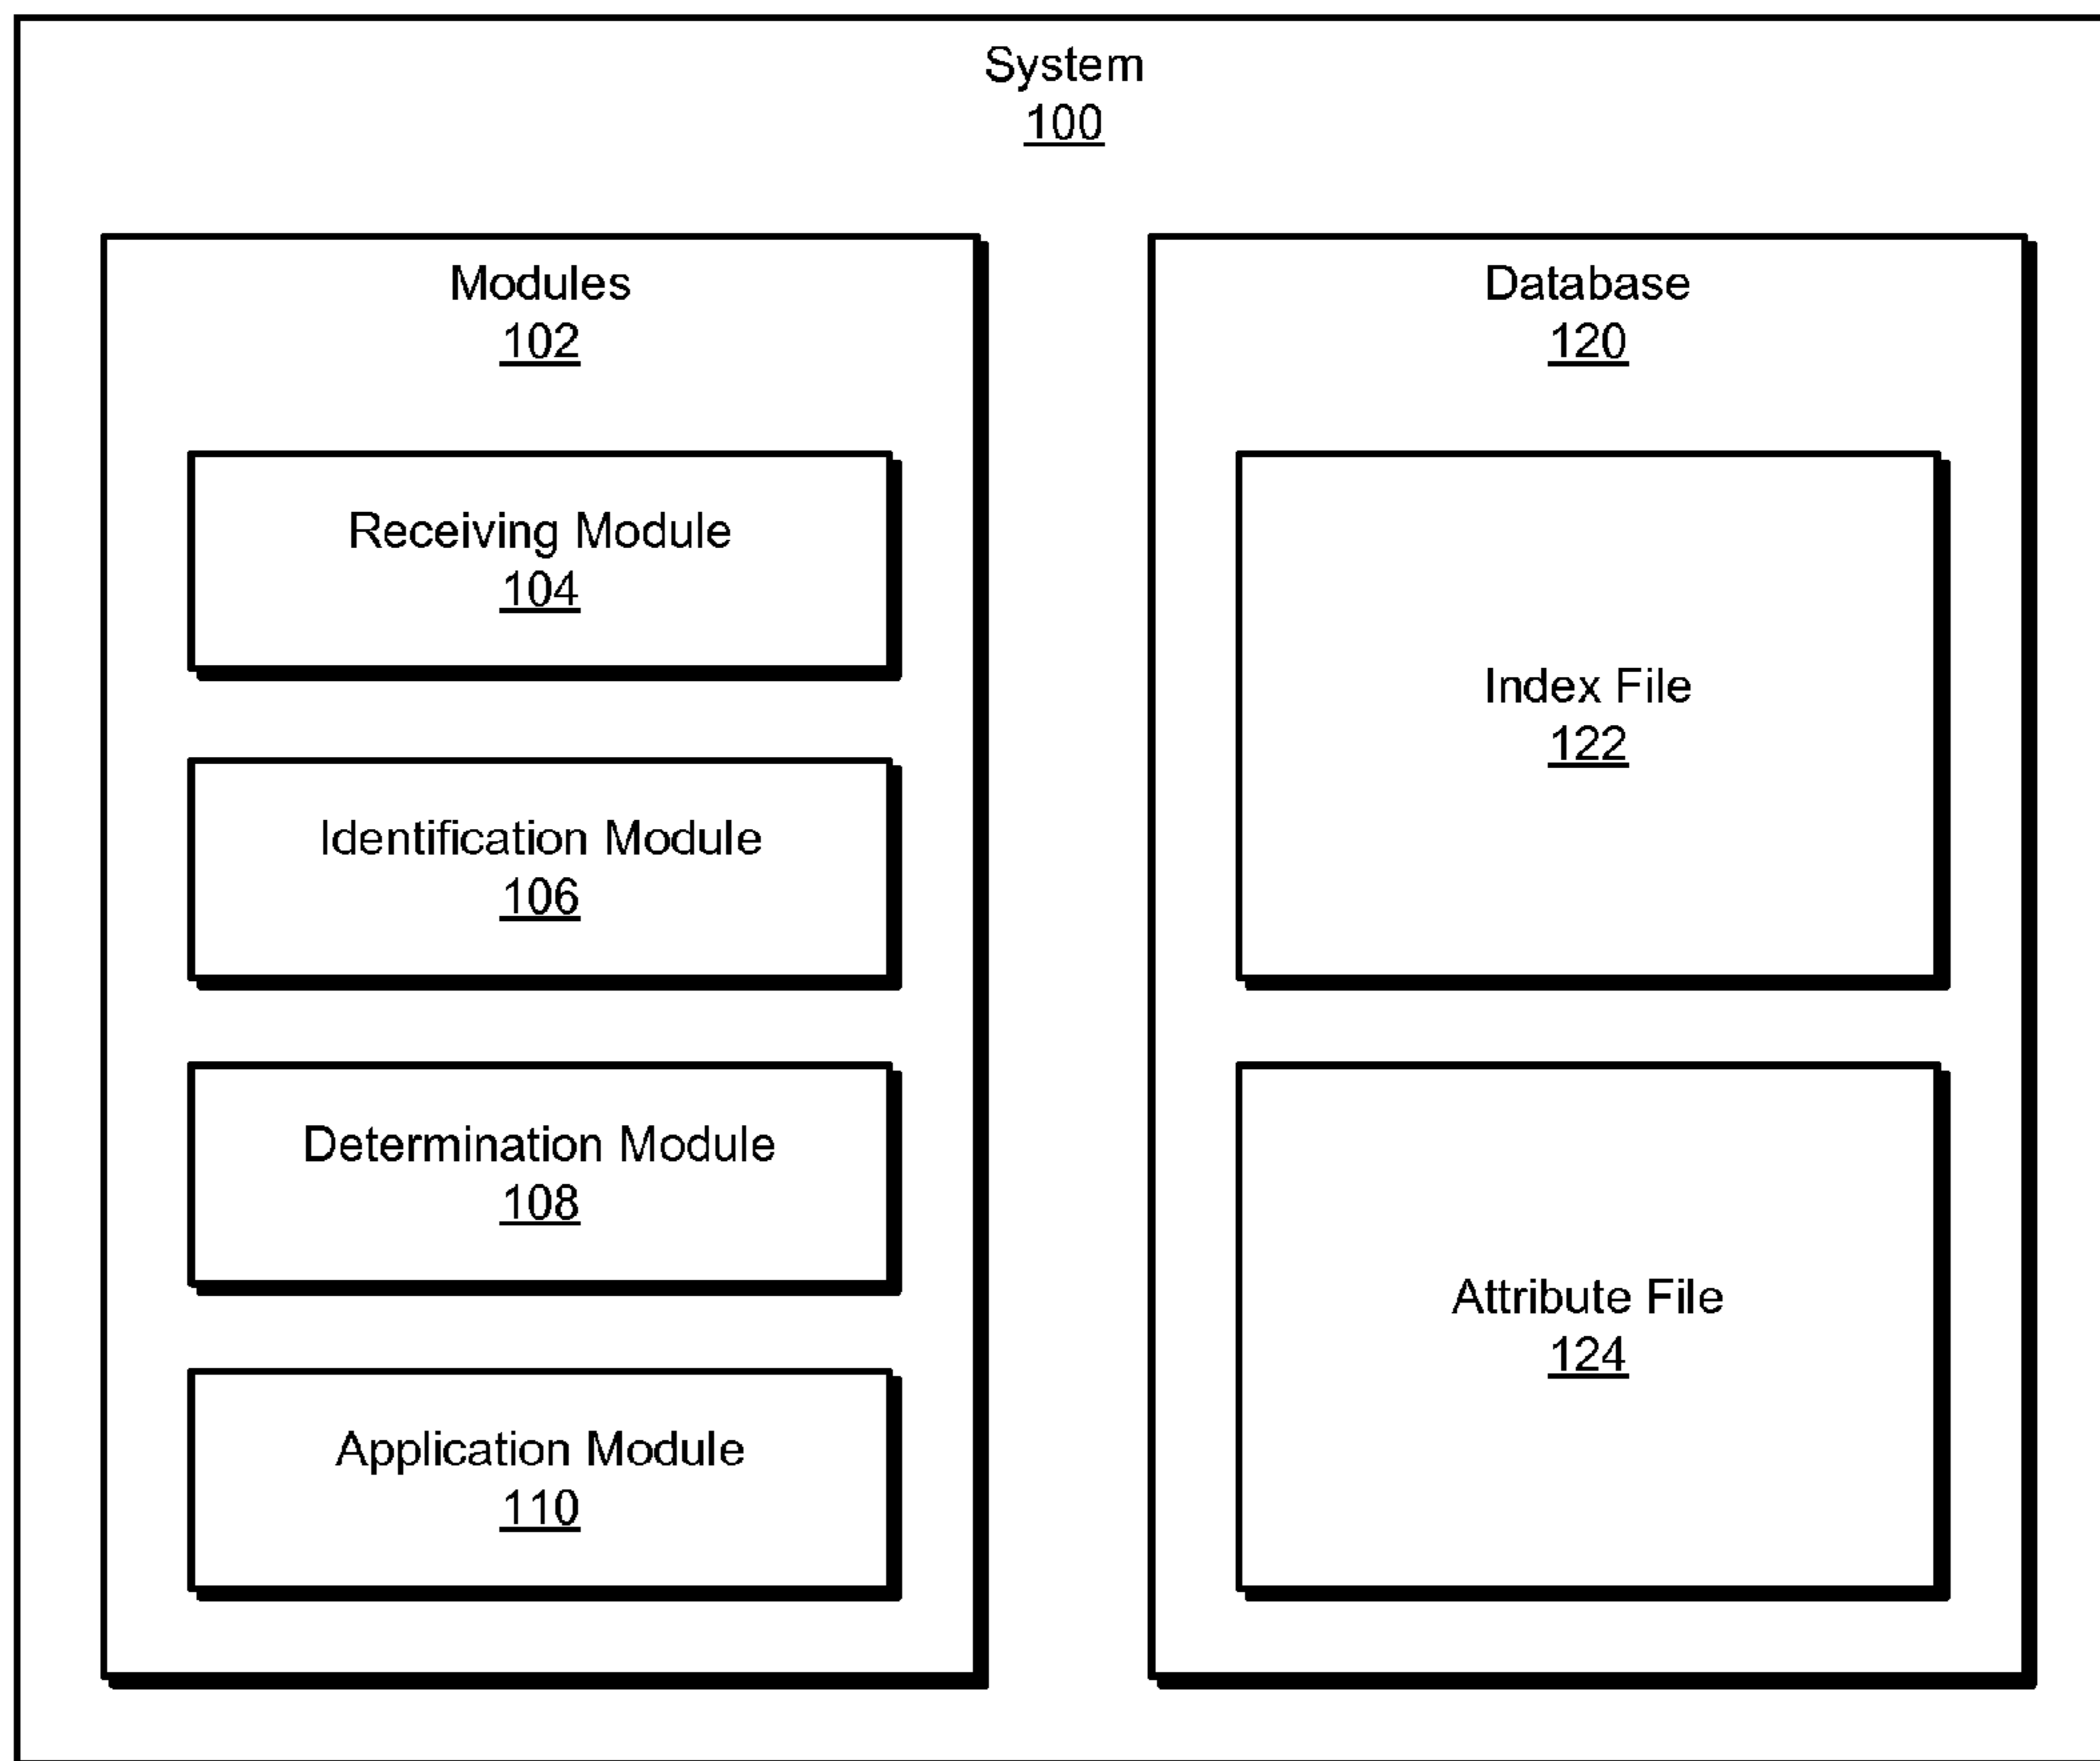 System
100
Modules
102
Receiving Module
104
Identification Module
106
Determination Module
108
Application Module
110
Database
120
Index File
122
Attribute File
124